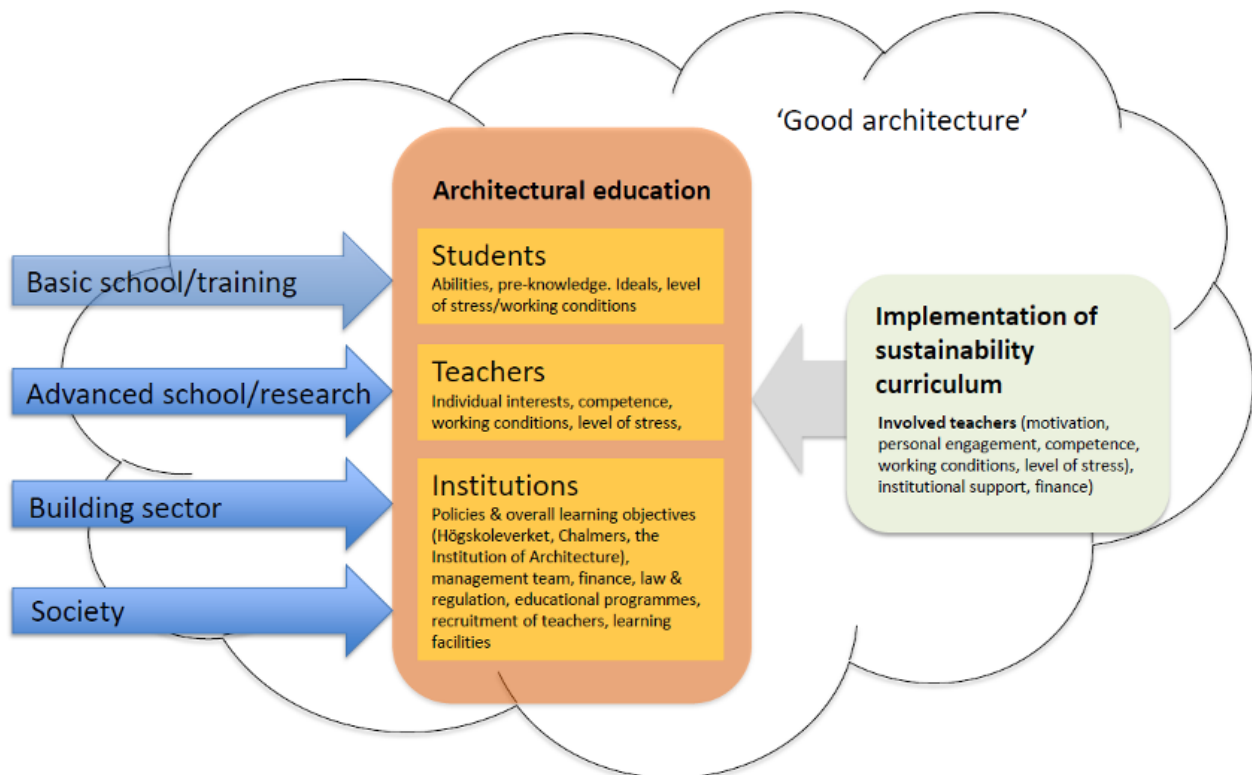 'Good architecture'
Architectural education
Students
Abilities, pre-knowledge. Ideals, level
of stress/working conditions
Teachers
Individual interests, competence,
working conditions, level of stress,
Institutions
Policies & overall learning objectives
(Högskoleverket, Chalmers, the
Institution of Architecture),
management team, finance, law &
regulation, educational programmes,
recruitment of teachers, learning
facilities
Basic school/training
Advanced school/research
Building sector
Society
Implementation of
sustainability
curriculum
Involved teachers (motivation,
personal engagement, competence,
working conditions, level of stress),
institutional support, finance)